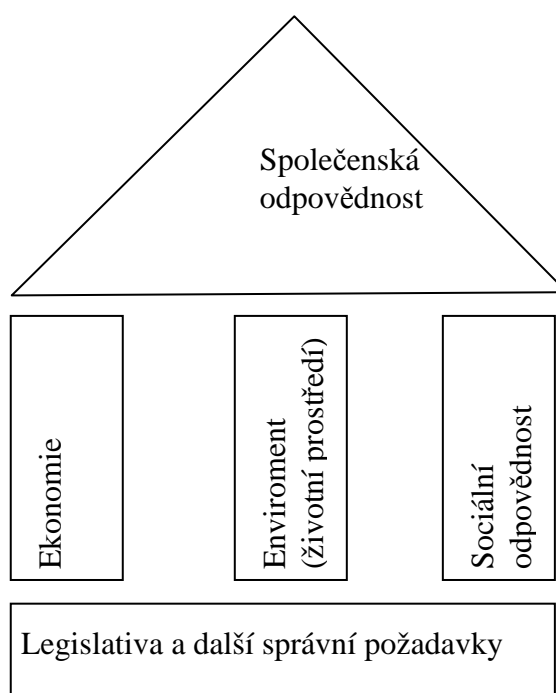 Společenská
odpovědnost
Ekonomie
Enviroment
(životní prostředí)
Sociální
odpovědnost
Legislativa a další správní požadavky